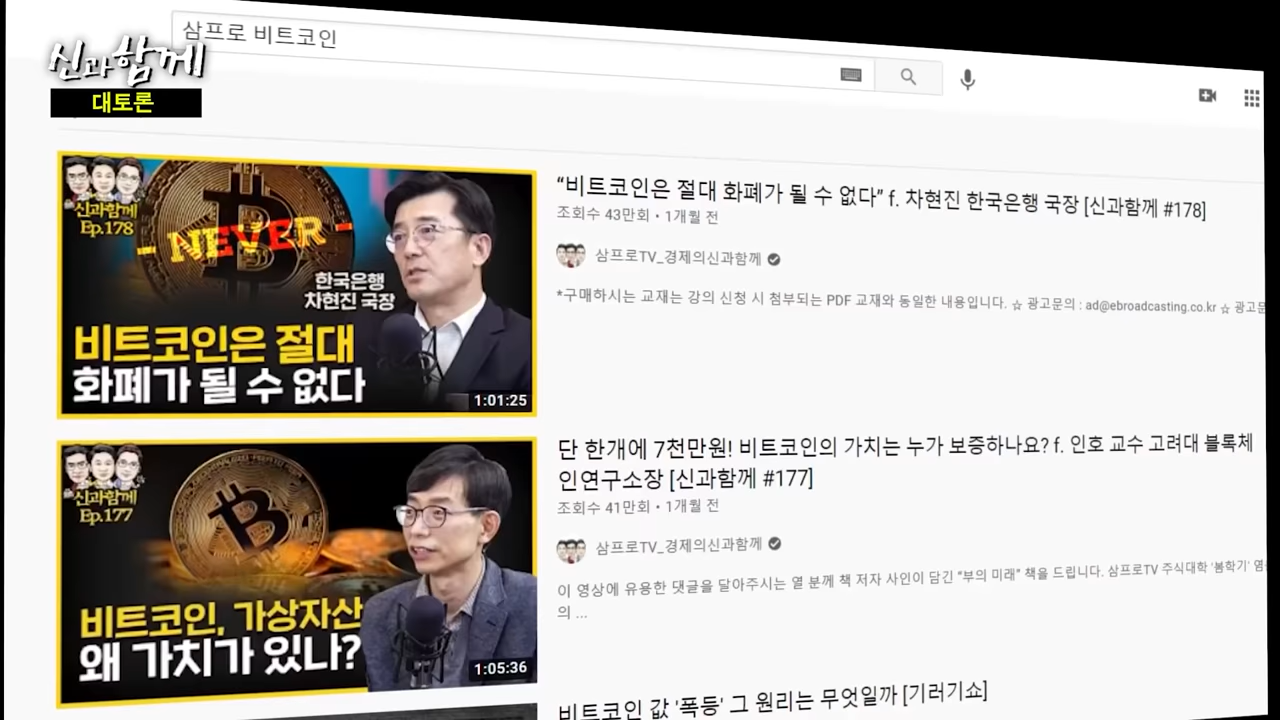 삼프로 비트코인
신과함께
대토론
신과함께
Ep.178
- NEVER -
한국은행
차현진 국장
비트코인은 절대
화폐가 될 수 없다
1:01:25
“비트코인은 절대 화폐가 될 수 없다” f. 차현진 한국은행 국장 [신과함께 #178]
조회수 43만회 • 1개월 전
삼프로TV_경제의신과함께
*구매하시는 교재는 강의 신청 시 첨부되는 PDF 교재와 동일한 내용입니다. ☆ 광고문의 : ad@ebroadcasting.co.kr ☆ 광고문
신과함께
Ep.177
비트코인, 가상자산
왜 가치가 있나?
1:05:36
단 한개에 7천만원! 비트코인의 가치는 누가 보증하나요? f. 인호 교수 고려대 블록체
인연구소장 [신과함께 #177]
조회수 41만회 • 1개월 전
삼프로TV_경제의신과함께
이 영상에 유용한 댓글을 달아주시는 열 분께 책 저자 사인이 담긴 “부의 미래” 책을 드립니다. 삼프로TV 주식대학 '봄학기' 염
의 ...
비트코인 값 '폭등' 그 원리는 무엇일까 [기러기쇼]